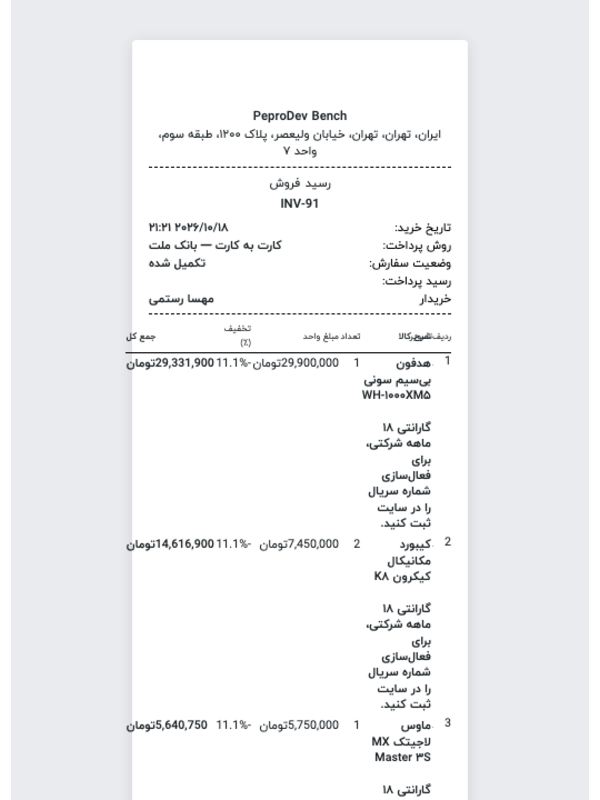 PeproDev Bench
ایران، تهران، تهران، خیابان ولیعصر، پلاک ۱۲۰۰، طبقه سوم،
واحد ۷
رسید فروش
INV-91
تاریخ خرید: ۲۰۲۶/۱۰/۱۸ ۲۱:۲۱
روش پرداخت: کارت به کارت — بانک ملت
وضعیت سفارش: تکمیل شده
رسید پرداخت:
خریدار مهسا رستمی
ردیف شرح کالا تعداد مبلغ واحد تخفیف (٪) جمع کل
1 هدفون 1 29,900,000تومان -11.1% 29,331,900تومان
بی‌سیم سونی
WH-۱۰۰۰XM۵
گارانتی ۱۸
ماهه شرکتی،
برای
فعال‌سازی
شماره سریال
را در سایت
ثبت کنید.
2 کیبورد 2 7,450,000تومان -11.1% 14,616,900تومان
مکانیکال
کیکرون K۸
گارانتی ۱۸
ماهه شرکتی،
برای
فعال‌سازی
شماره سریال
را در سایت
ثبت کنید.
3 ماوس 1 5,750,000تومان -11.1% 5,640,750تومان
لاجیتک MX
Master ۳S
گارانتی ۱۸